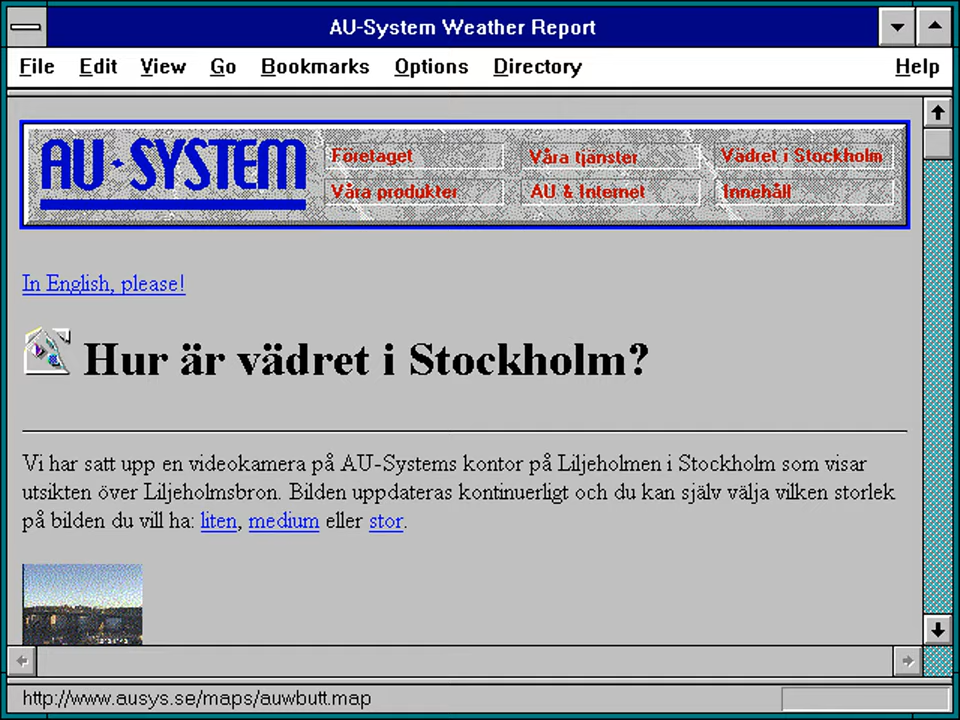 AU-System Weather Report
File Edit View Go Bookmarks Options Directory Help
AU-SYSTEM
Företaget Våra tjänster Vädret i Stockholm
Våra produkter AU & Internet Innehåll
In English, please!
Hur är vädret i Stockholm?
Vi har satt upp en videokamera på AU-Systems kontor på Liljeholmen i Stockholm som visar
utsikten över Liljeholmsbron. Bilden uppdateras kontinuerligt och du kan själv välja vilken storlek
på bilden du vill ha: liten, medium eller stor.
http://www.ausys.se/maps/auwbutt.map